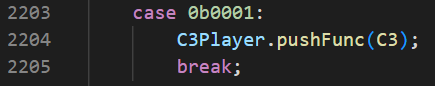 2203 case 0b0001:
2204 C3Player.pushFunc(C3);
2205 break;